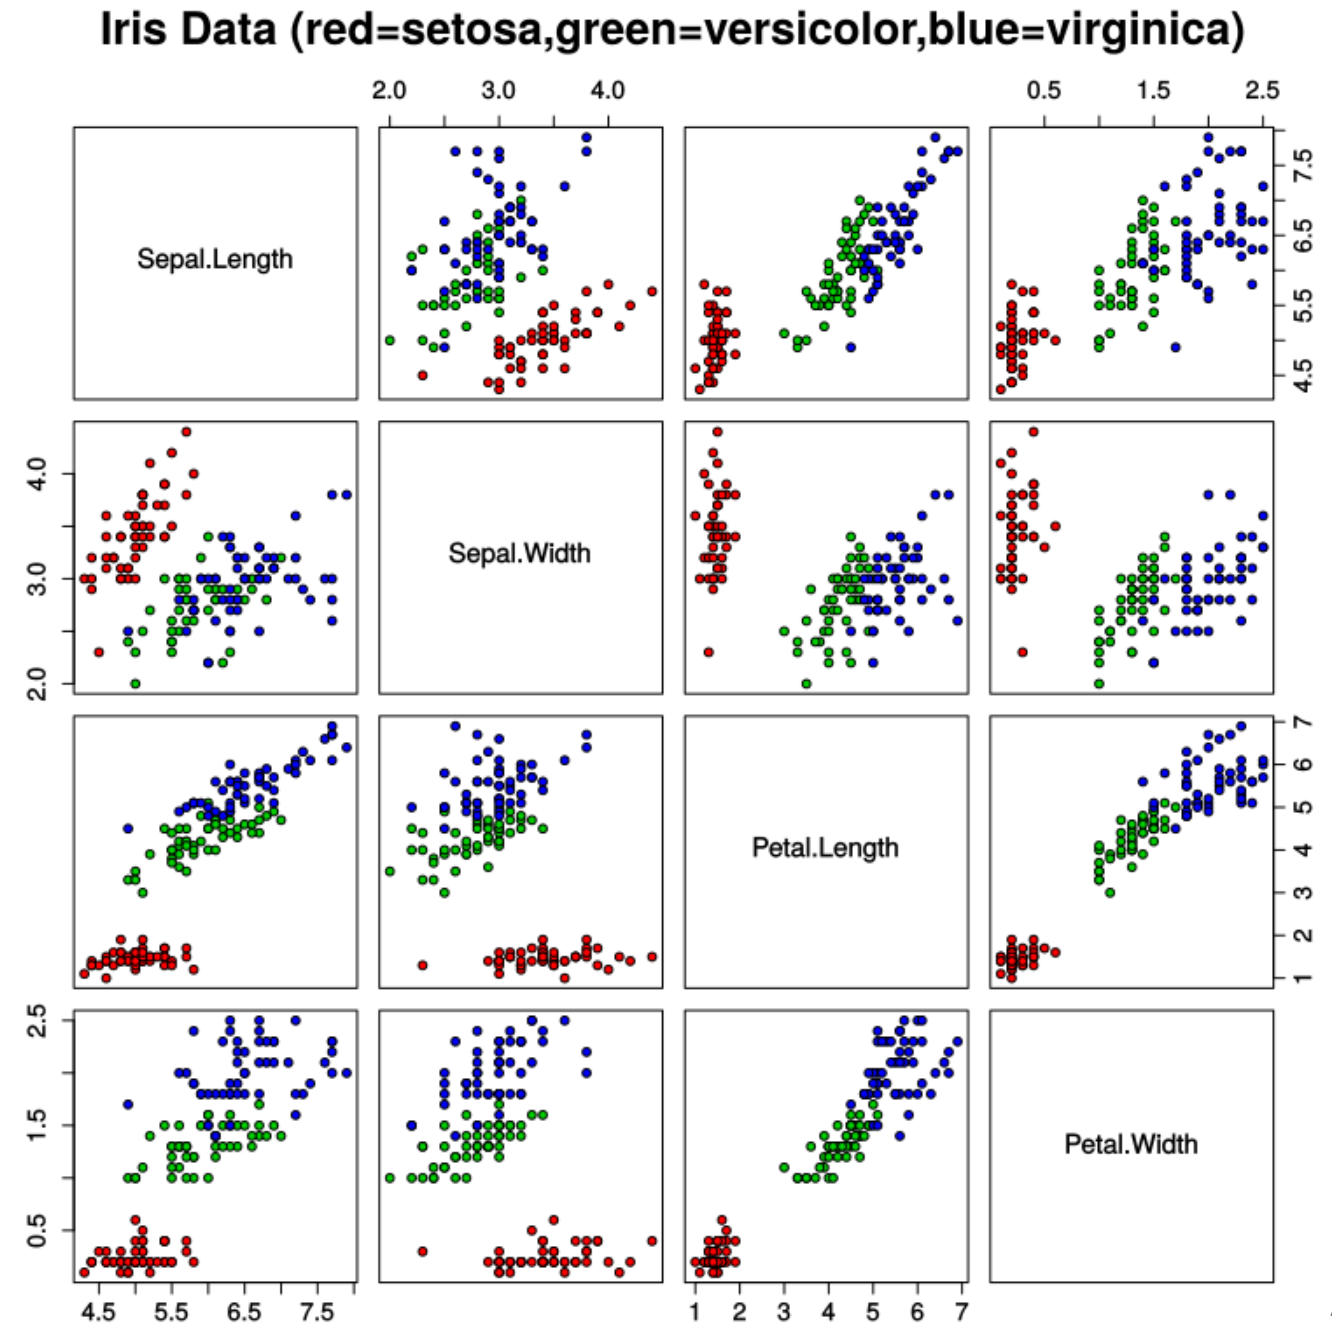 Iris Data (red=setosa,green=versicolor,blue=virginica)
2.0 3.0 4.0 0.5 1.5 2.5
Sepal.Length
4.5 5.5 6.5 7.5
2.0 3.0 4.0
Sepal.Width
Petal.Length
1 2 3 4 5 6 7
0.5 1.5 2.5
Petal.Width
4.5 5.5 6.5 7.5 1 2 3 4 5 6 7